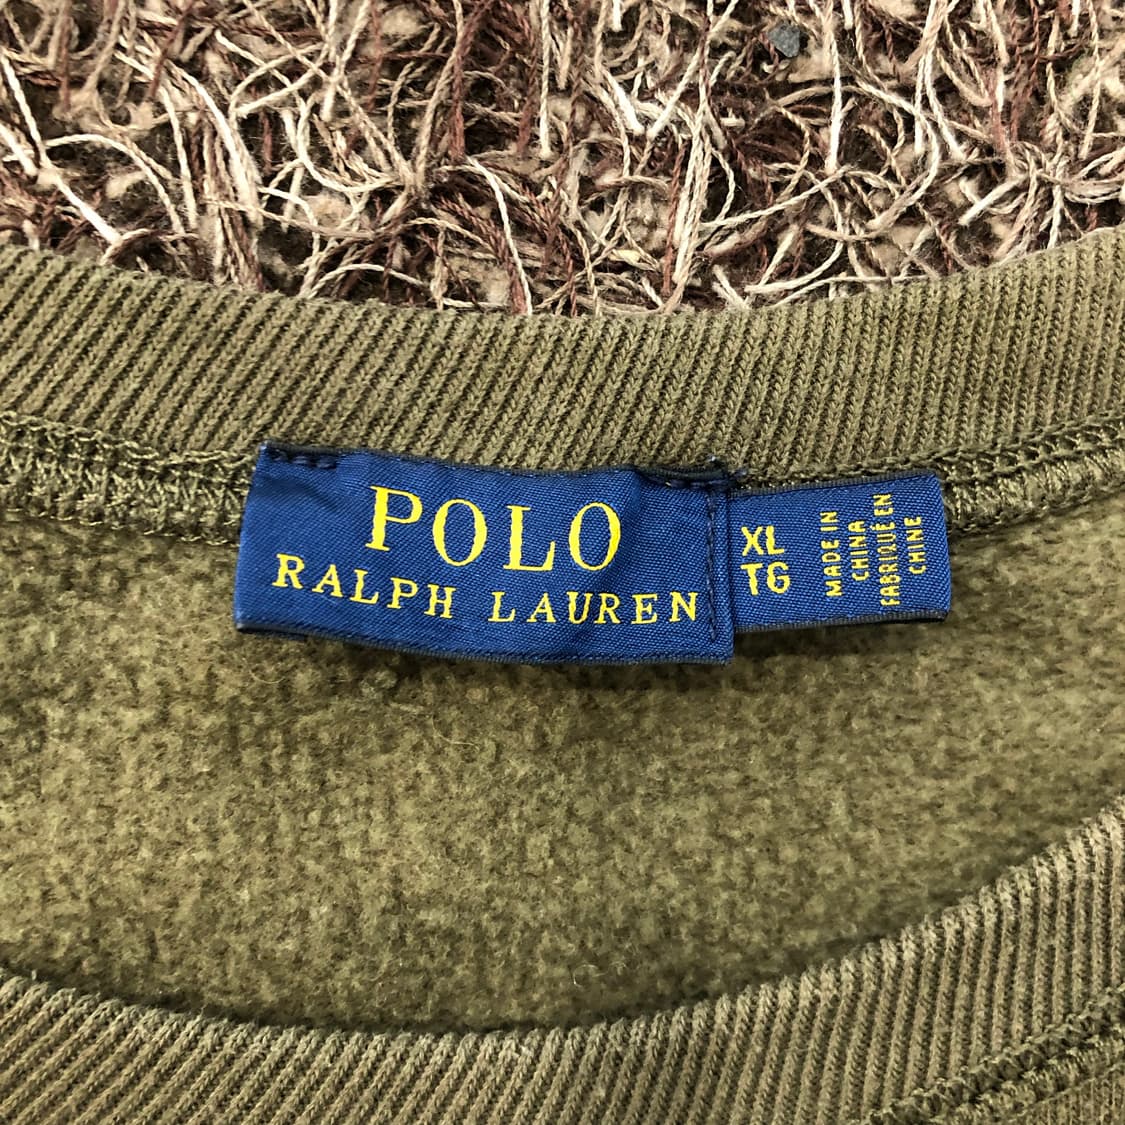 POLO
RALPH LAUREN
XL
TG
MADE IN
CHINA
FABRIQUÉ EN
CHINE